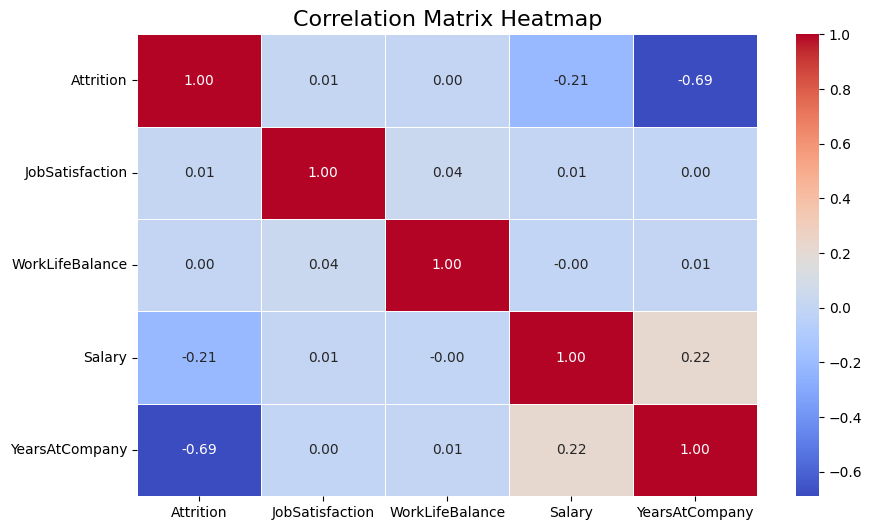 Correlation Matrix Heatmap
Attrition 1.00 0.01 0.00 -0.21 -0.69
JobSatisfaction 0.01 1.00 0.04 0.01 0.00
WorkLifeBalance 0.00 0.04 1.00 -0.00 0.01
Salary -0.21 0.01 -0.00 1.00 0.22
YearsAtCompany -0.69 0.00 0.01 0.22 1.00
Attrition JobSatisfaction WorkLifeBalance Salary YearsAtCompany
1.0
0.8
0.6
0.4
0.2
0.0
−0.2
−0.4
−0.6